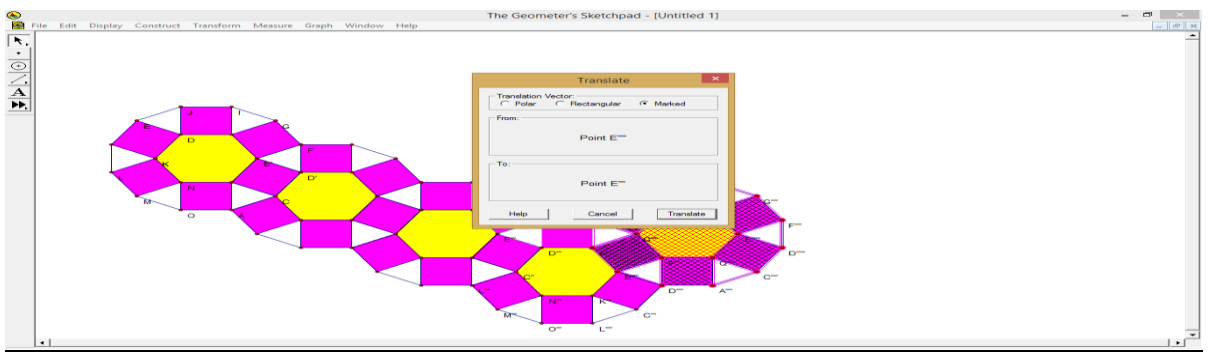 The Geometer's Sketchpad - [Untitled 1]
File Edit Display Construct Transform Measure Graph Window Help
A
Translate
Translation Vector:
Polar Rectangular Marked
From:
Point E''''
To:
Point E'''
Help Cancel Translate
J I
E G
D F
K E'
L N D' C
M O A
G'''
F'''
E''' D'' D''''
C'' C''''
L''' D''' A'''
N''' K'''
M''' C'''
O''' L'''